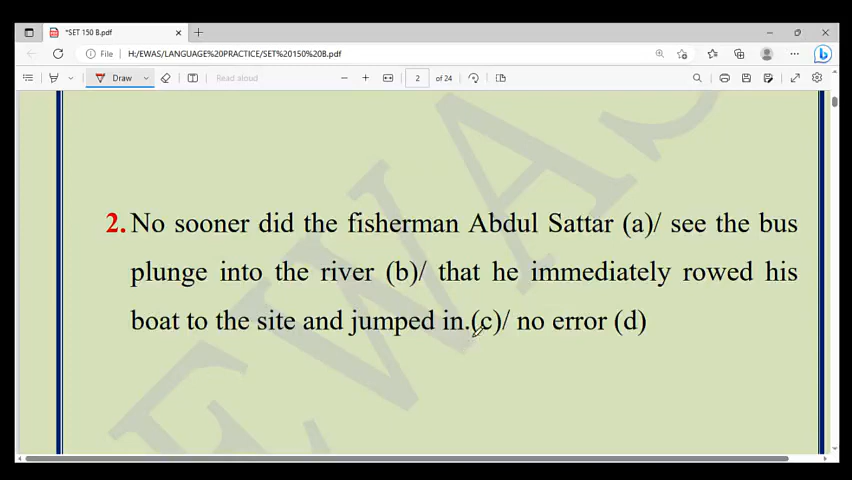 *SET 150 B.pdf
File H:/EWAS/LANGUAGE%20PRACTICE/SET%20150%20B.pdf
Draw Read aloud 2 of 24
EWAS
2. No sooner did the fisherman Abdul Sattar (a)/ see the bus
plunge into the river (b)/ that he immediately rowed his
boat to the site and jumped in.(c)/ no error (d)